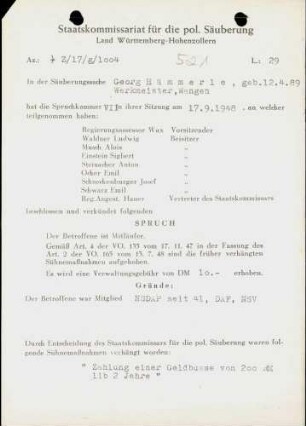 Staatskommissariat für die pol. Säuberung
Land Württemberg-Hohenzollern
Az.: 7 Z/17/g/1004
521
L: 29
In der Säuberungssache Georg Hämmerle, geb.12.4.89
Werkmeister, Wangen
hat die Spruchkammer VII in ihrer Sitzung am 17.9.1948, an welcher
teilgenommen haben:
Regierungsassessor Wax Vorsitzender
Waldner Ludwig Beisitzer
Munch Alois "
Einstein Sigbert "
Steinacher Anton "
Ocker Emil "
Schnekenburger Josef "
Schwarz Emil "
Reg.Angest. Hauer Vertreter des Staatskommissars
beschlossen und verkündet folgenden
SPRUCH
Der Betroffene ist Mitläufer.
Gemäß Art. 4 der VO. 133 vom 17. 11. 47 in der Fassung des
Art. 2 der VO. 165 vom 13. 7. 48 sind die früher verhängten
Sühnemaßnahmen aufgehoben.
Es wird eine Verwaltungsgebühr von DM 10.- erhoben.
Gründe:
Der Betroffene war Mitglied NSDAP seit 41, DAF, NSV
Durch Entscheidung des Staatskommissars für die pol. Säuberung waren fol-
gende Sühnemaßnahmen verhängt worden:
" Zahlung einer Geldbusse von 200 RM
11b 2 Jahre "